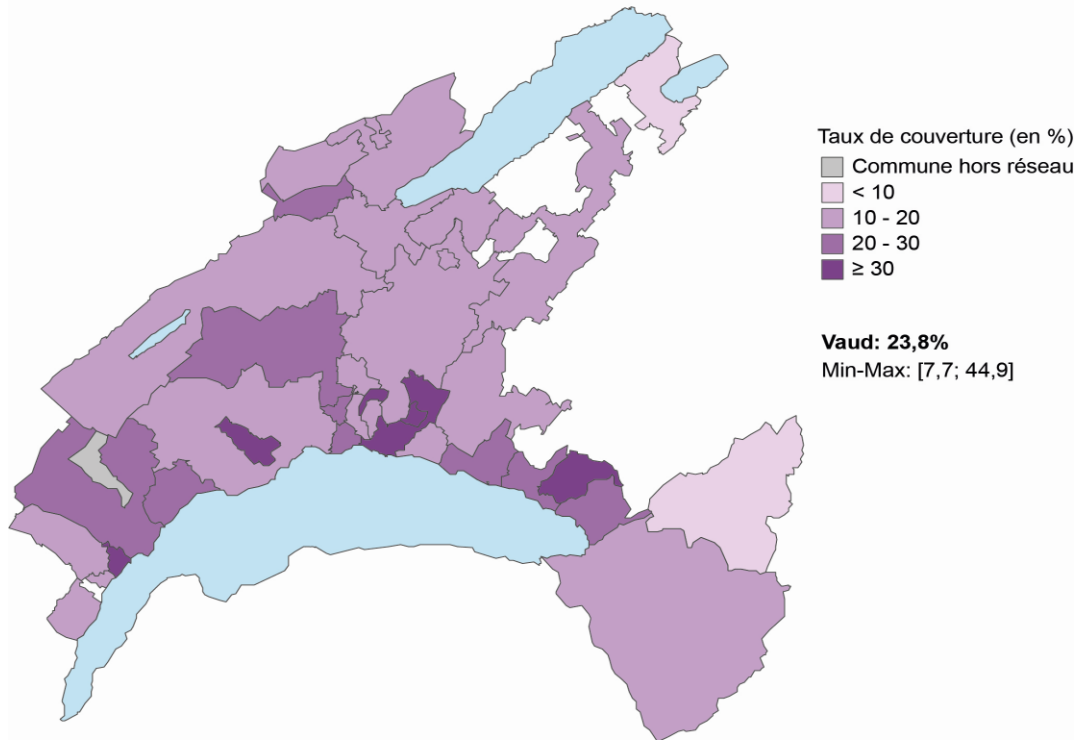 Taux de couverture (en %)
Commune hors réseau
< 10
10 - 20
20 - 30
≥ 30
Vaud: 23,8%
Min-Max: [7,7; 44,9]